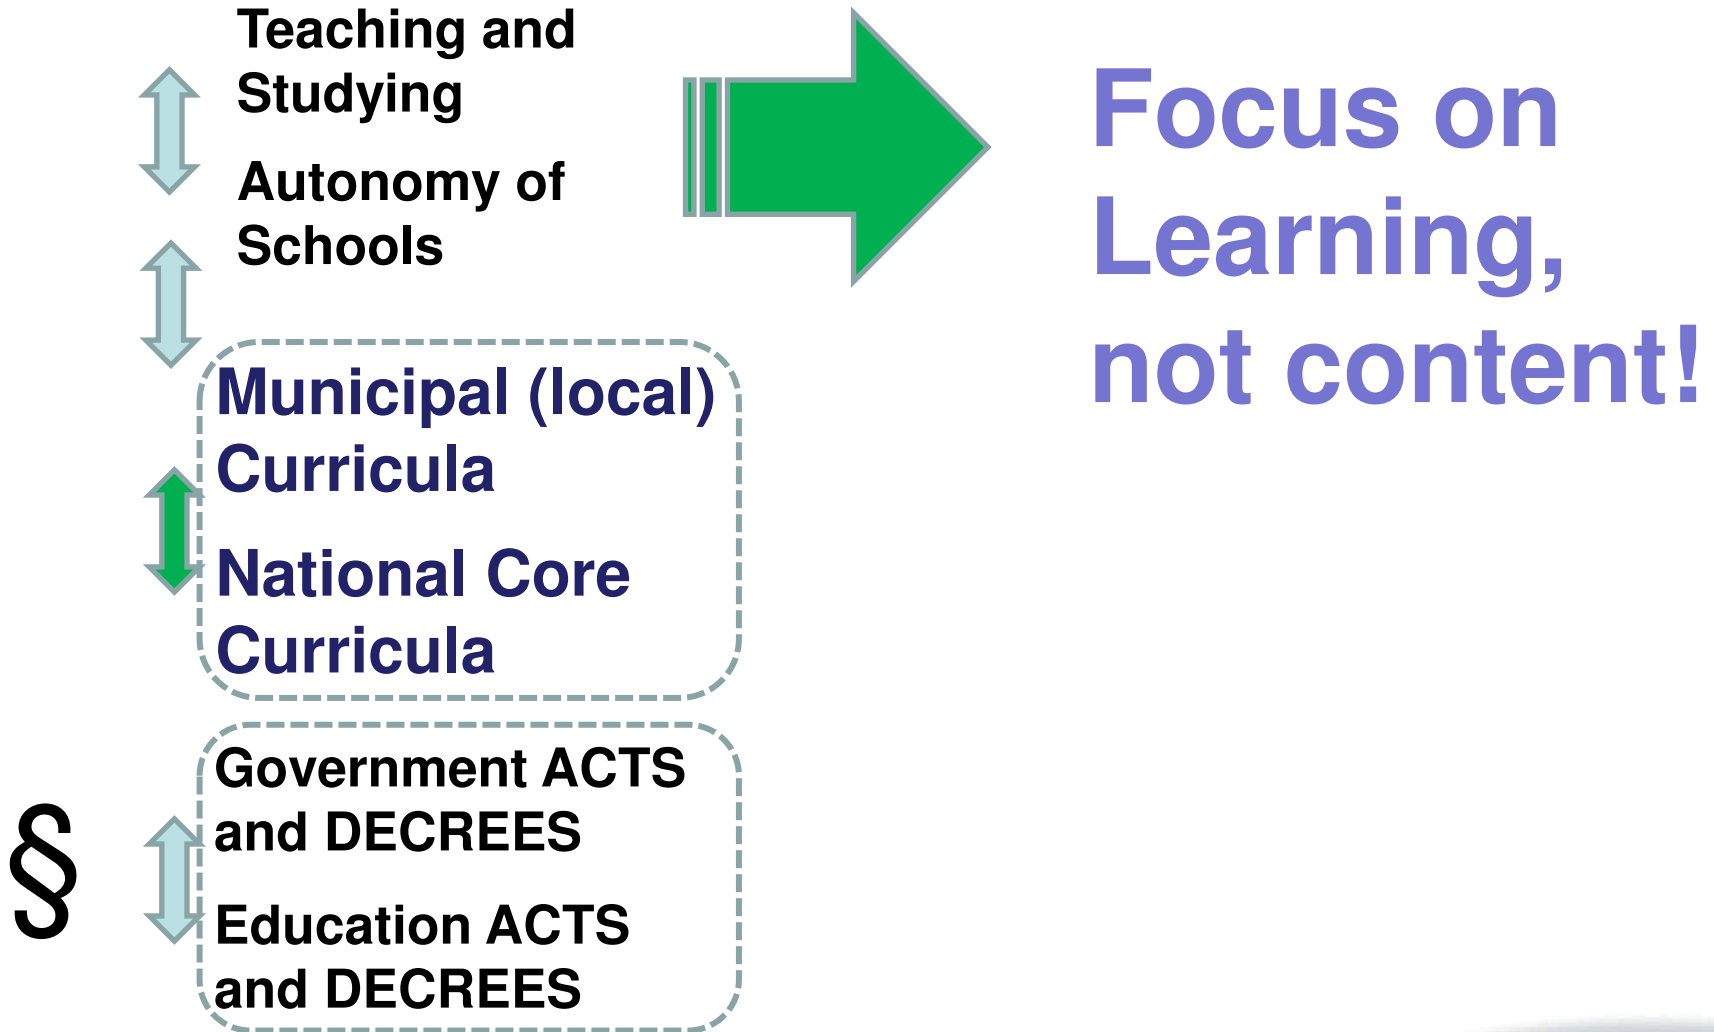 Teaching and
Studying
Autonomy of
Schools
Municipal (local)
Curricula
National Core
Curricula
Government ACTS
and DECREES
§
Education ACTS
and DECREES
Focus on
Learning,
not content!